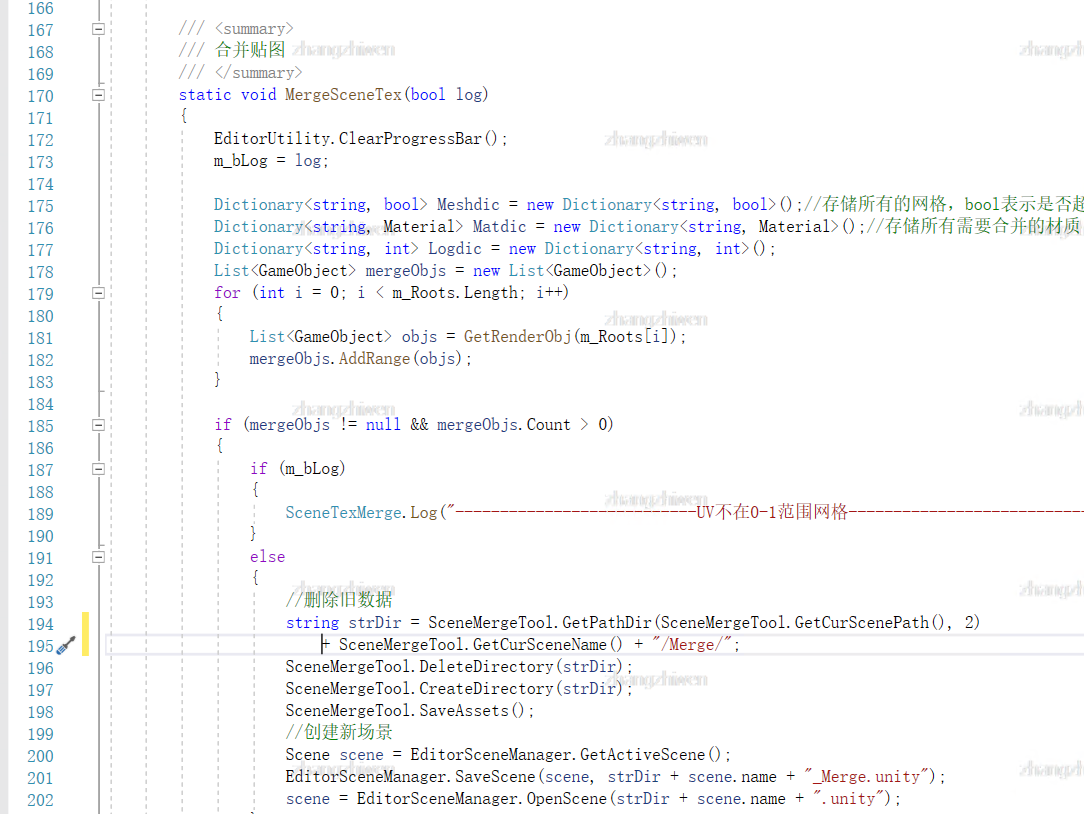 166
167 /// <summary>
168 /// 合并贴图
169 /// </summary>
170 static void MergeSceneTex(bool log)
171 {
172 EditorUtility.ClearProgressBar();
173 m_bLog = log;
174
175 Dictionary<string, bool> Meshdic = new Dictionary<string, bool>();//存储所有的网格，bool表示是否超
176 Dictionary<string, Material> Matdic = new Dictionary<string, Material>();//存储所有需要合并的材质
177 Dictionary<string, int> Logdic = new Dictionary<string, int>();
178 List<GameObject> mergeObjs = new List<GameObject>();
179 for (int i = 0; i < m_Roots.Length; i++)
180 {
181 List<GameObject> objs = GetRenderObj(m_Roots[i]);
182 mergeObjs.AddRange(objs);
183 }
184
185 if (mergeObjs != null && mergeObjs.Count > 0)
186 {
187 if (m_bLog)
188 {
189 SceneTexMerge.Log("---------------------------UV不在0-1范围网格---------------------------
190 }
191 else
192 {
193 //删除旧数据
194 string strDir = SceneMergeTool.GetPathDir(SceneMergeTool.GetCurScenePath(), 2)
195 + SceneMergeTool.GetCurSceneName() + "/Merge/";
196 SceneMergeTool.DeleteDirectory(strDir);
197 SceneMergeTool.CreateDirectory(strDir);
198 SceneMergeTool.SaveAssets();
199 //创建新场景
200 Scene scene = EditorSceneManager.GetActiveScene();
201 EditorSceneManager.SaveScene(scene, strDir + scene.name + "_Merge.unity");
202 scene = EditorSceneManager.OpenScene(strDir + scene.name + ".unity");